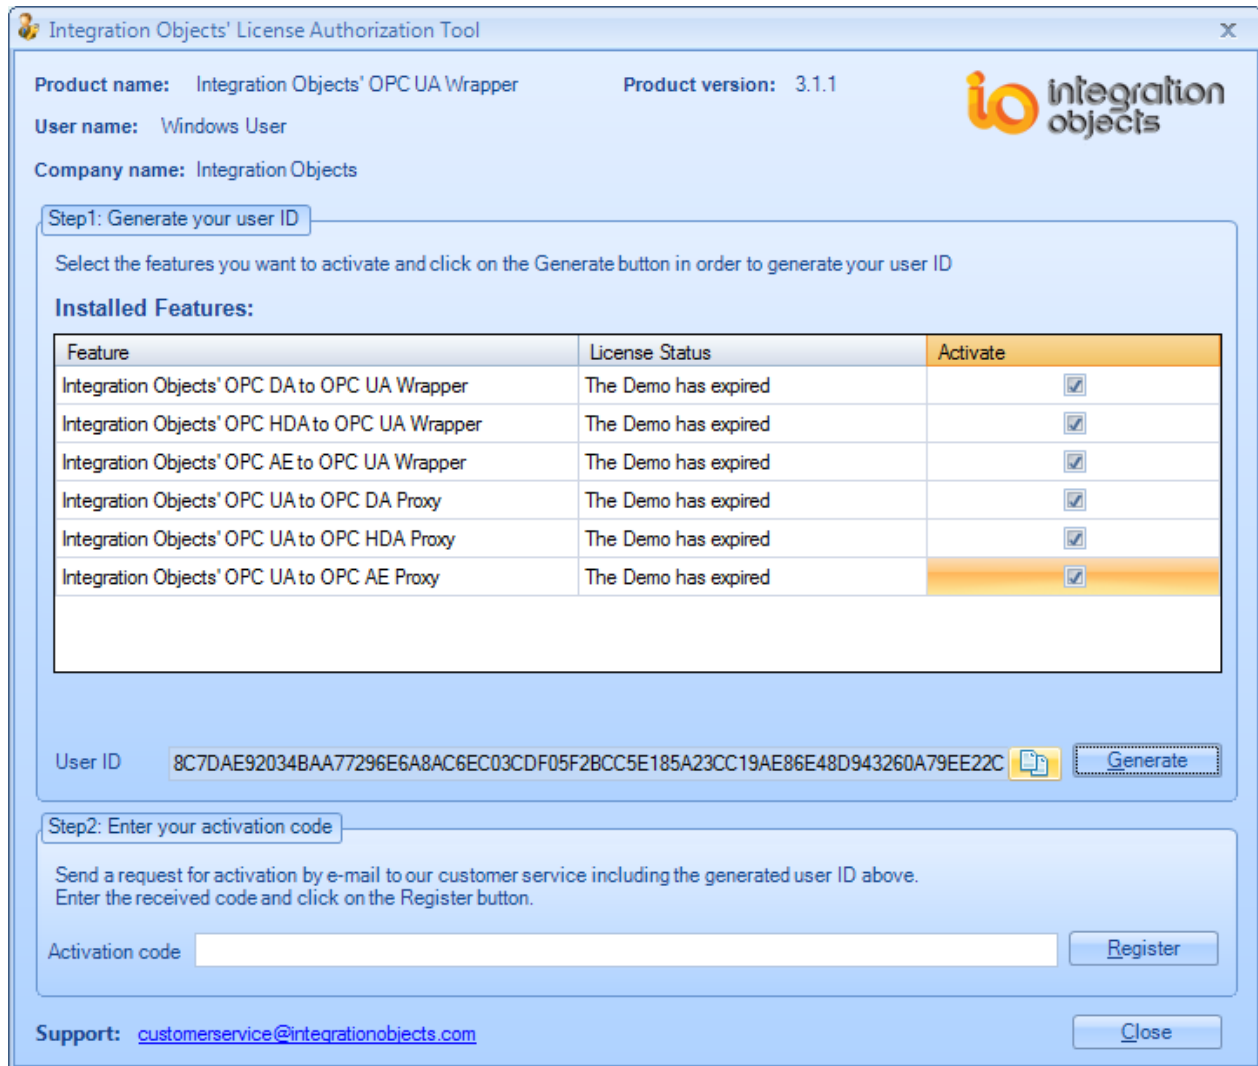 Integration Objects' License Authorization Tool
Product name: Integration Objects' OPC UA Wrapper Product version: 3.1.1
integration
objects
User name: Windows User
Company name: Integration Objects
Step1: Generate your user ID
Select the features you want to activate and click on the Generate button in order to generate your user ID
Installed Features:
Feature License Status Activate
Integration Objects' OPC DA to OPC UA Wrapper The Demo has expired
Integration Objects' OPC HDA to OPC UA Wrapper The Demo has expired
Integration Objects' OPC AE to OPC UA Wrapper The Demo has expired
Integration Objects' OPC UA to OPC DA Proxy The Demo has expired
Integration Objects' OPC UA to OPC HDA Proxy The Demo has expired
Integration Objects' OPC UA to OPC AE Proxy The Demo has expired
User ID 8C7DAE92034BAA77296E6A8AC6EC03CDF05F2BCC5E185A23CC19AE86E48D943260A79EE22C Generate
Step2: Enter your activation code
Send a request for activation by e-mail to our customer service including the generated user ID above.
Enter the received code and click on the Register button.
Activation code Register
Support: customerservice@integrationobjects.com Close